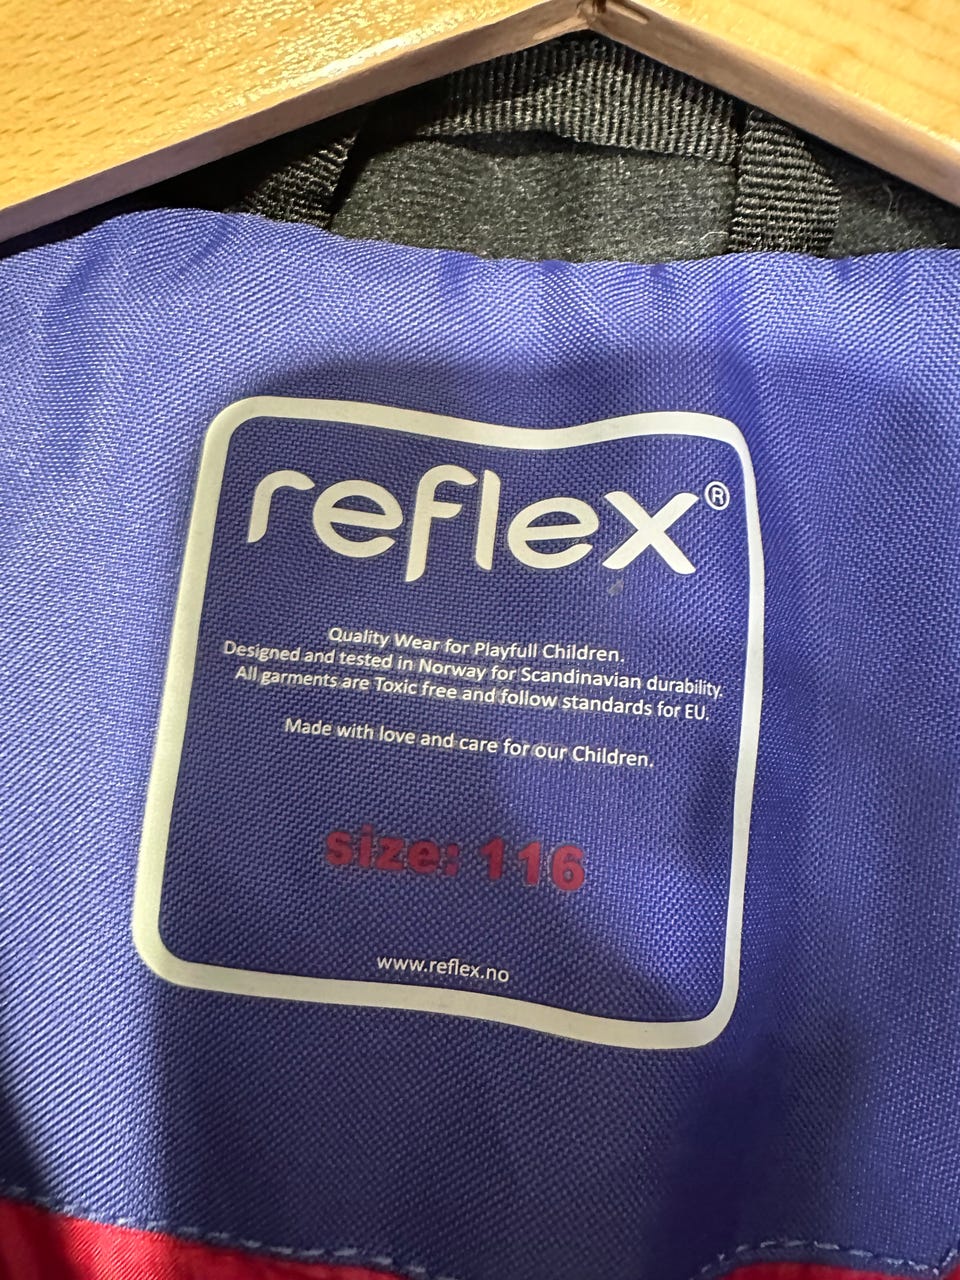 reflex®
Quality Wear for Playfull Children.
Designed and tested in Norway for Scandinavian durability.
All garments are Toxic free and follow standards for EU.
Made with love and care for our Children.
size: 116
www.reflex.no